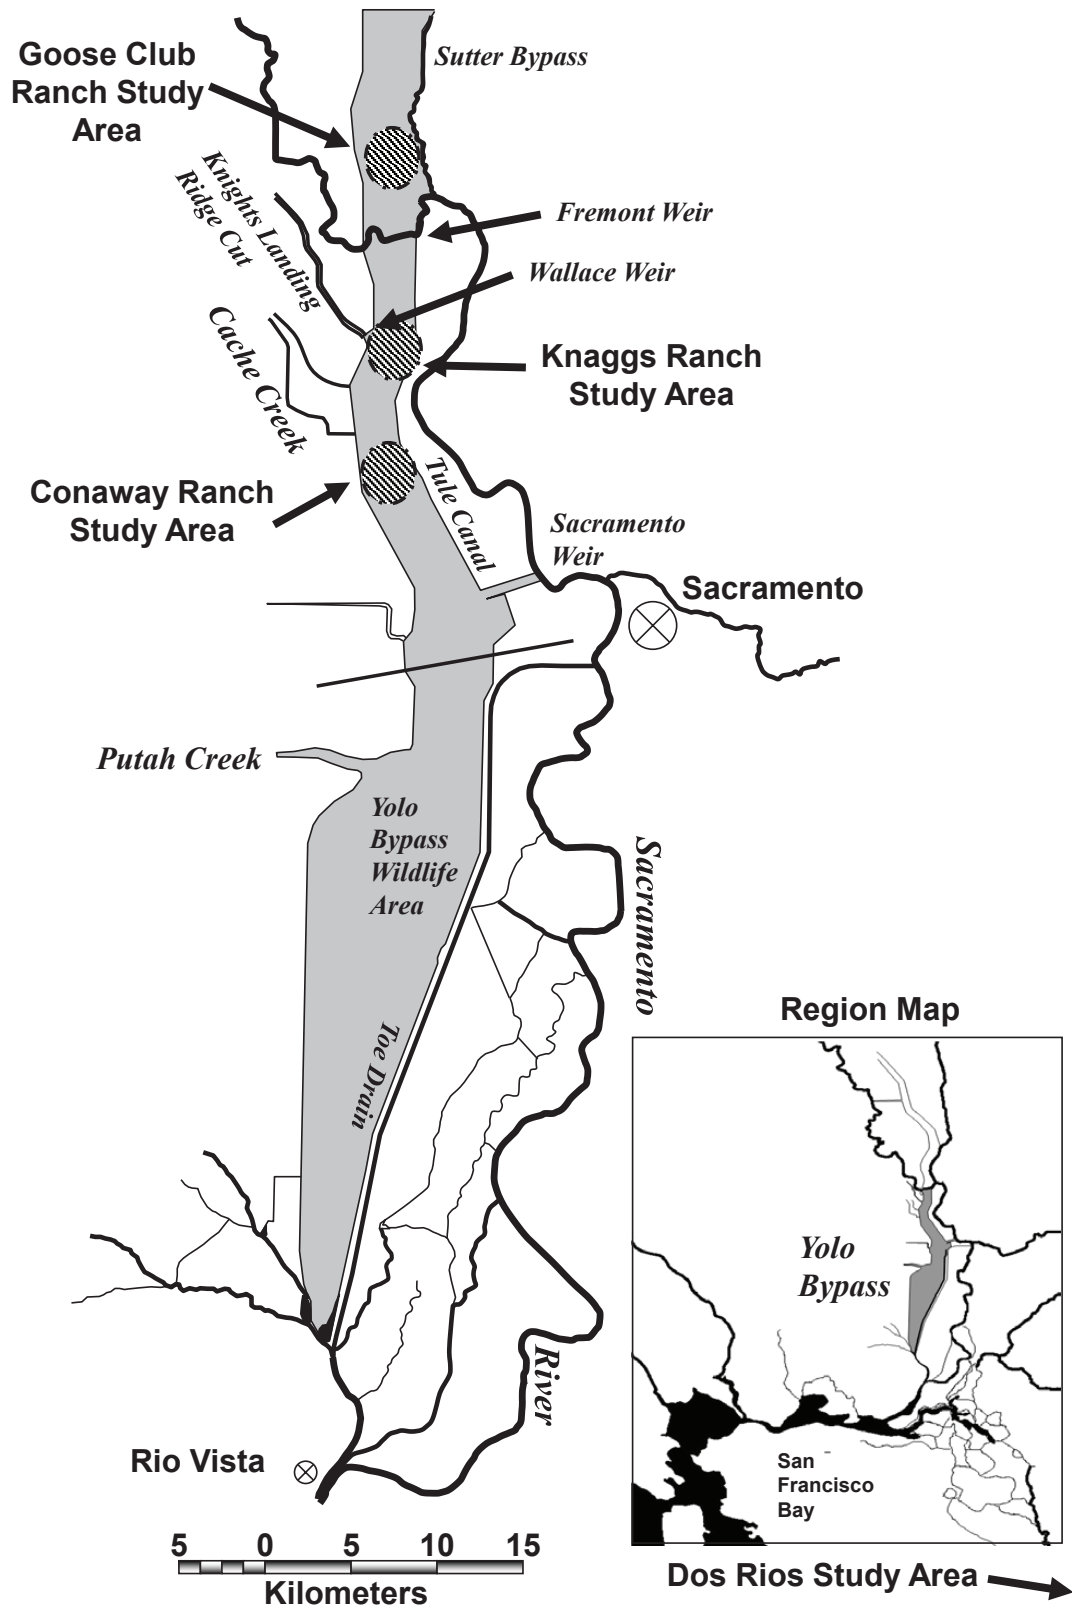 Goose Club
Ranch Study
Area
Sutter Bypass
Knights Landing
Ridge Cut
Fremont Weir
Wallace Weir
Cache Creek
Knaggs Ranch
Study Area
Conaway Ranch
Study Area
Tule Canal
Sacramento
Weir
Sacramento
Putah Creek
Yolo
Bypass
Wildlife
Area
Sacramento
River
Toe Drain
Rio Vista
5 0 5 10 15
Kilometers
Region Map
Yolo
Bypass
San
Francisco
Bay
Dos Rios Study Area